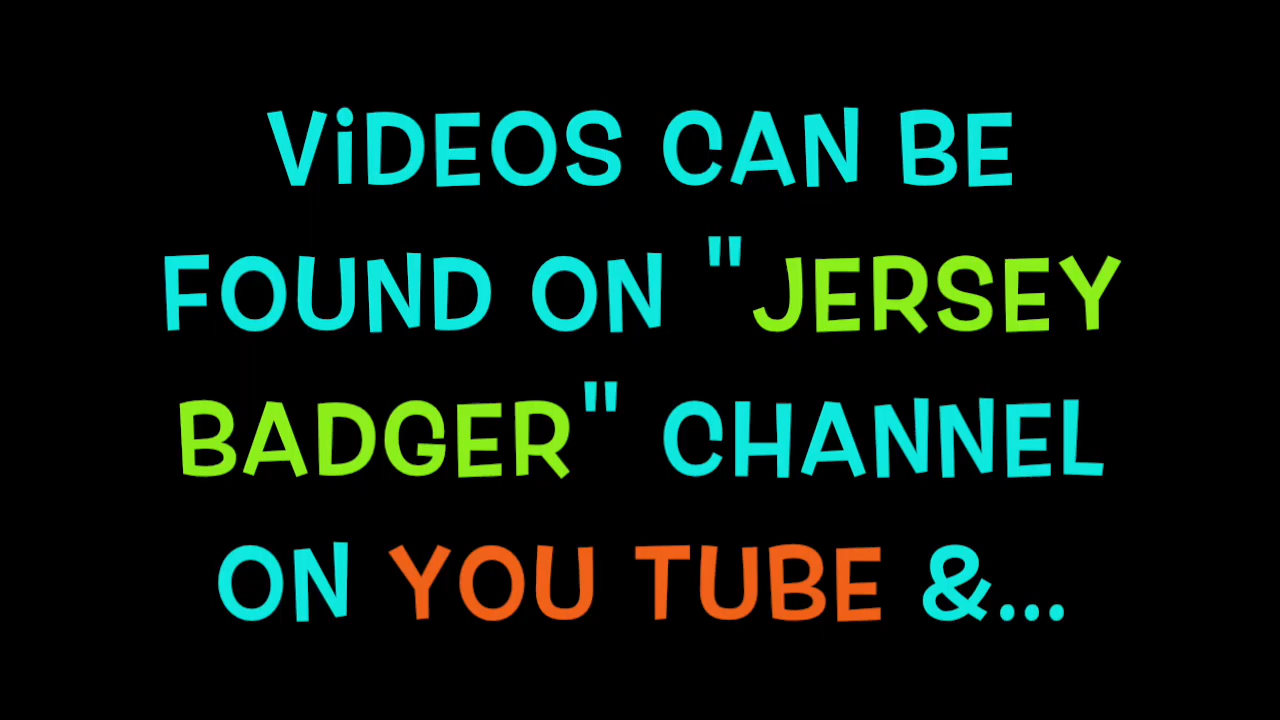 ViDEOS CAN BE
FOUND ON "JERSEY
BADGER" CHANNEL
ON YOU TUBE &...